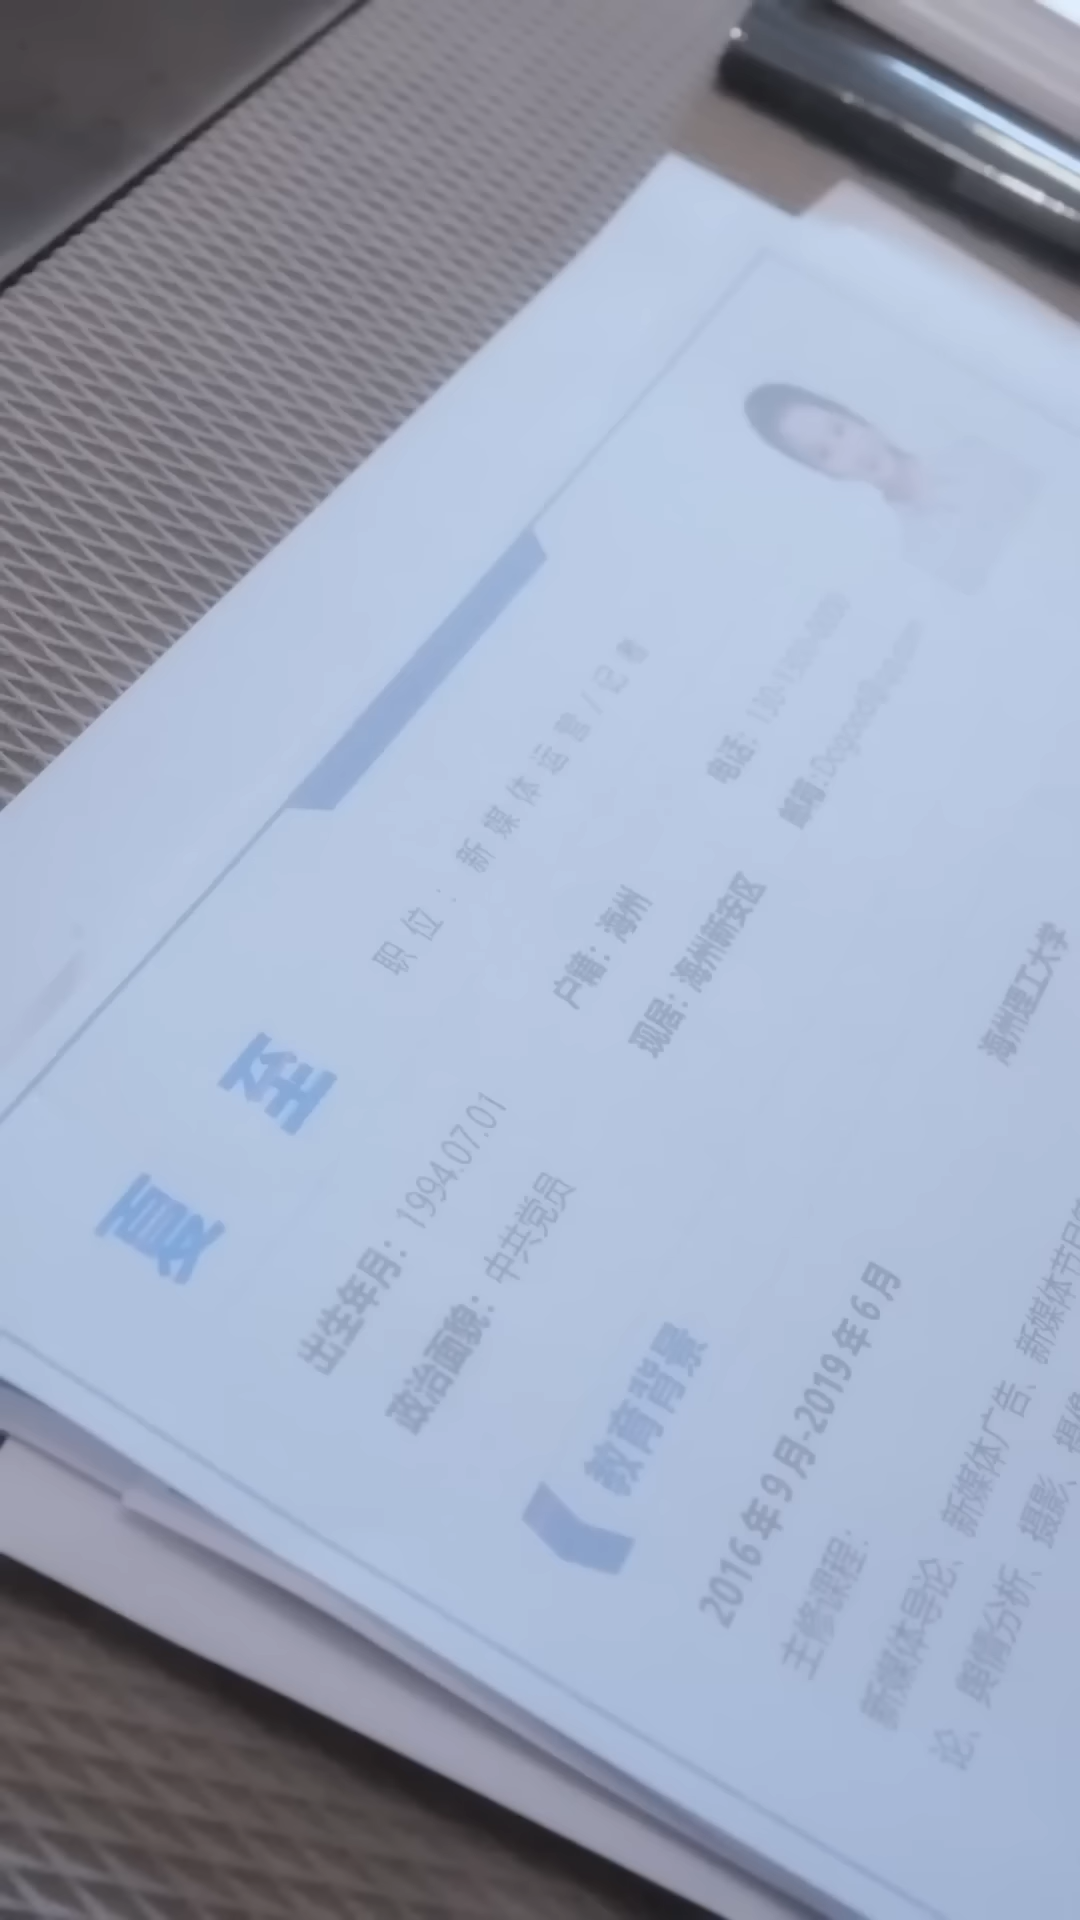 夏至
职位：新媒体运营/记者
出生年月：1994.07.01
户籍：海州
电话：
政治面貌：中共党员
现居：海州新安区
邮箱：
教育背景
2016年9月-2019年6月
海州理工大学
主修课程：
新媒体导论、新媒体广告、新媒体节目
论、舆情分析、摄影、摄像